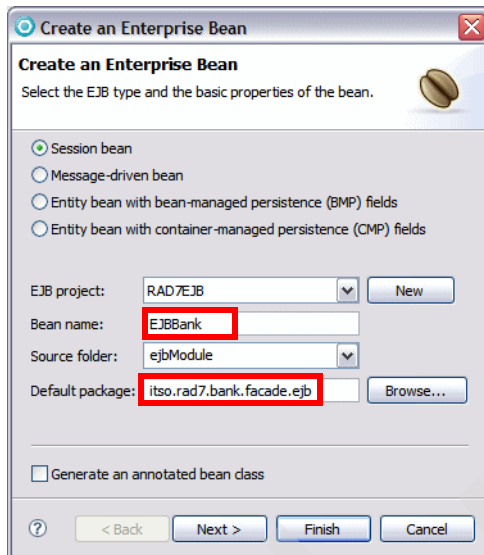 Create an Enterprise Bean
Create an Enterprise Bean
Select the EJB type and the basic properties of the bean.
Session bean
Message-driven bean
Entity bean with bean-managed persistence (BMP) fields
Entity bean with container-managed persistence (CMP) fields
EJB project: RAD7EJB New
Bean name: EJBBank
Source folder: ejbModule
Default package: itso.rad7.bank.facade.ejb Browse...
Generate an annotated bean class
? < Back Next > Finish Cancel